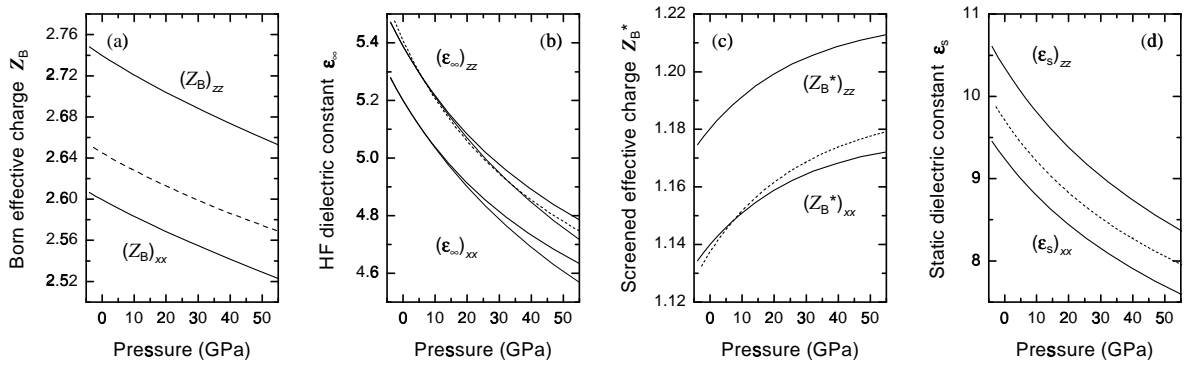 Born effective charge Z_B
2.76
2.72
2.68
2.64
2.60
2.56
2.52
(a)
(Z_B)_zz
(Z_B)_xx
0 10 20 30 40 50
Pressure (GPa)
HF dielectric constant ε_∞
5.4
5.2
5.0
4.8
4.6
(b)
(ε_∞)_zz
(ε_∞)_xx
0 10 20 30 40 50
Pressure (GPa)
Screened effective charge Z_B*
1.22
1.20
1.18
1.16
1.14
1.12
(c)
(Z_B*)_zz
(Z_B*)_xx
0 10 20 30 40 50
Pressure (GPa)
Static dielectric constant ε_s
11
10
9
8
(d)
(ε_s)_zz
(ε_s)_xx
0 10 20 30 40 50
Pressure (GPa)